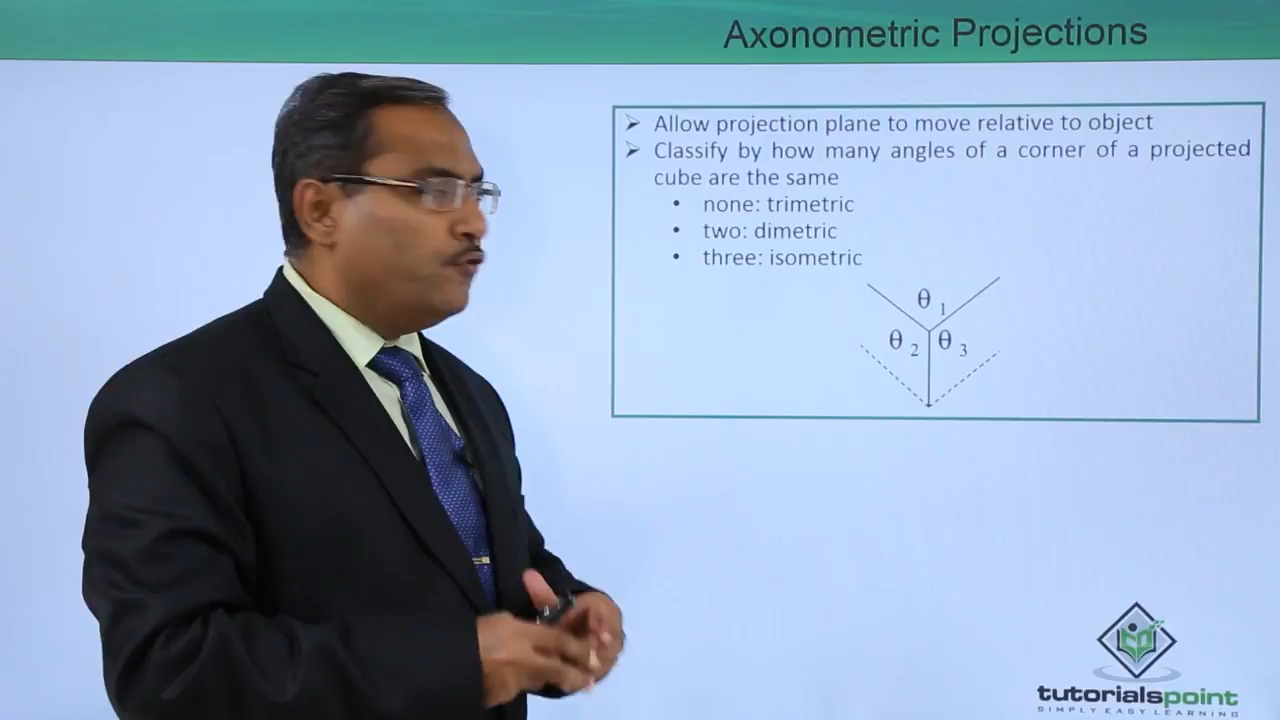 Axonometric Projections
➢ Allow projection plane to move relative to object
➢ Classify by how many angles of a corner of a projected
cube are the same
• none: trimetric
• two: dimetric
• three: isometric
θ 1
θ 2 θ 3
tutorialspoint
SIMPLY EASY LEARNING